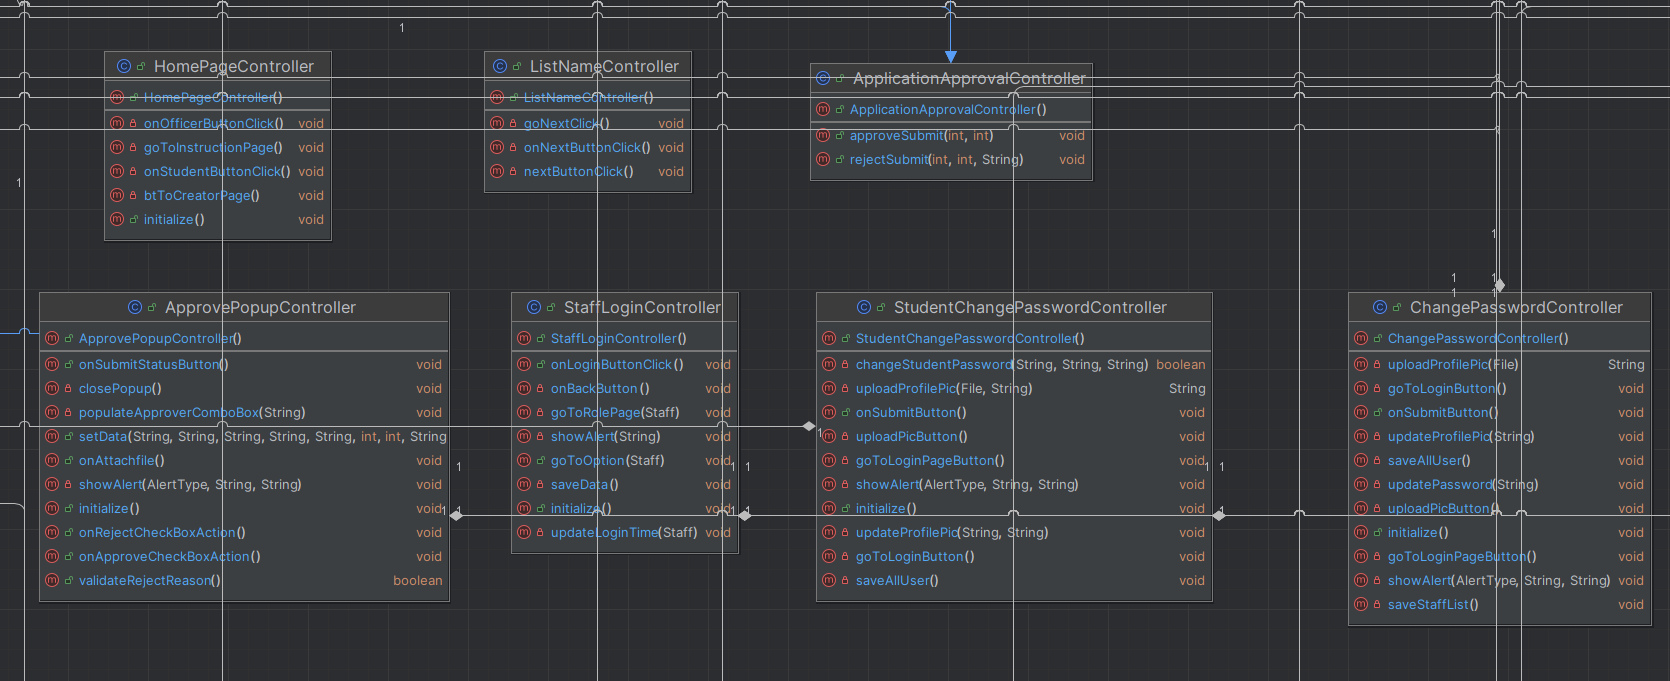 1
HomePageController
HomePageController()
onOfficerButtonClick() void
goToInstructionPage() void
onStudentButtonClick() void
btToCreatorPage() void
initialize() void
ListNameController
ListNameController()
goNextClick() void
onNextButtonClick() void
nextButtonClick() void
ApplicationApprovalController
ApplicationApprovalController()
approveSubmit(int, int) void
rejectSubmit(int, int, String) void
1
1
1 1
1 1
ApprovePopupController
ApprovePopupController()
onSubmitStatusButton() void
closePopup() void
populateApproverComboBox(String)
setData(String, String, String, String, String, int, int, String
onAttachfile() void
showAlert(AlertType, String, String) void
initialize() void
onRejectCheckBoxAction() void
onApproveCheckBoxAction() void
validateRejectReason() boolean
1
1 1
StaffLoginController
StaffLoginController()
onLoginButtonClick() void
onBackButton() void
goToRolePage(Staff) void
showAlert(String) void
goToOption(Staff) void
saveData() void
initialize() void
updateLoginTime(Staff) void
1 1
1 1
1
StudentChangePasswordController
StudentChangePasswordController()
changeStudentPassword(String, String, String) boolean
uploadProfilePic(File, String) String
onSubmitButton() void
uploadPicButton() void
goToLoginPageButton() void
showAlert(AlertType, String, String) void
initialize() void
updateProfilePic(String, String) void
goToLoginButton() void
saveAllUser() void
1 1
1 1
ChangePasswordController
ChangePasswordController()
uploadProfilePic(File) String
goToLoginButton() void
onSubmitButton() void
updateProfilePic(String) void
saveAllUser() void
updatePassword(String) void
uploadPicButton() void
initialize() void
goToLoginPageButton() void
showAlert(AlertType, String, String) void
saveStaffList() void